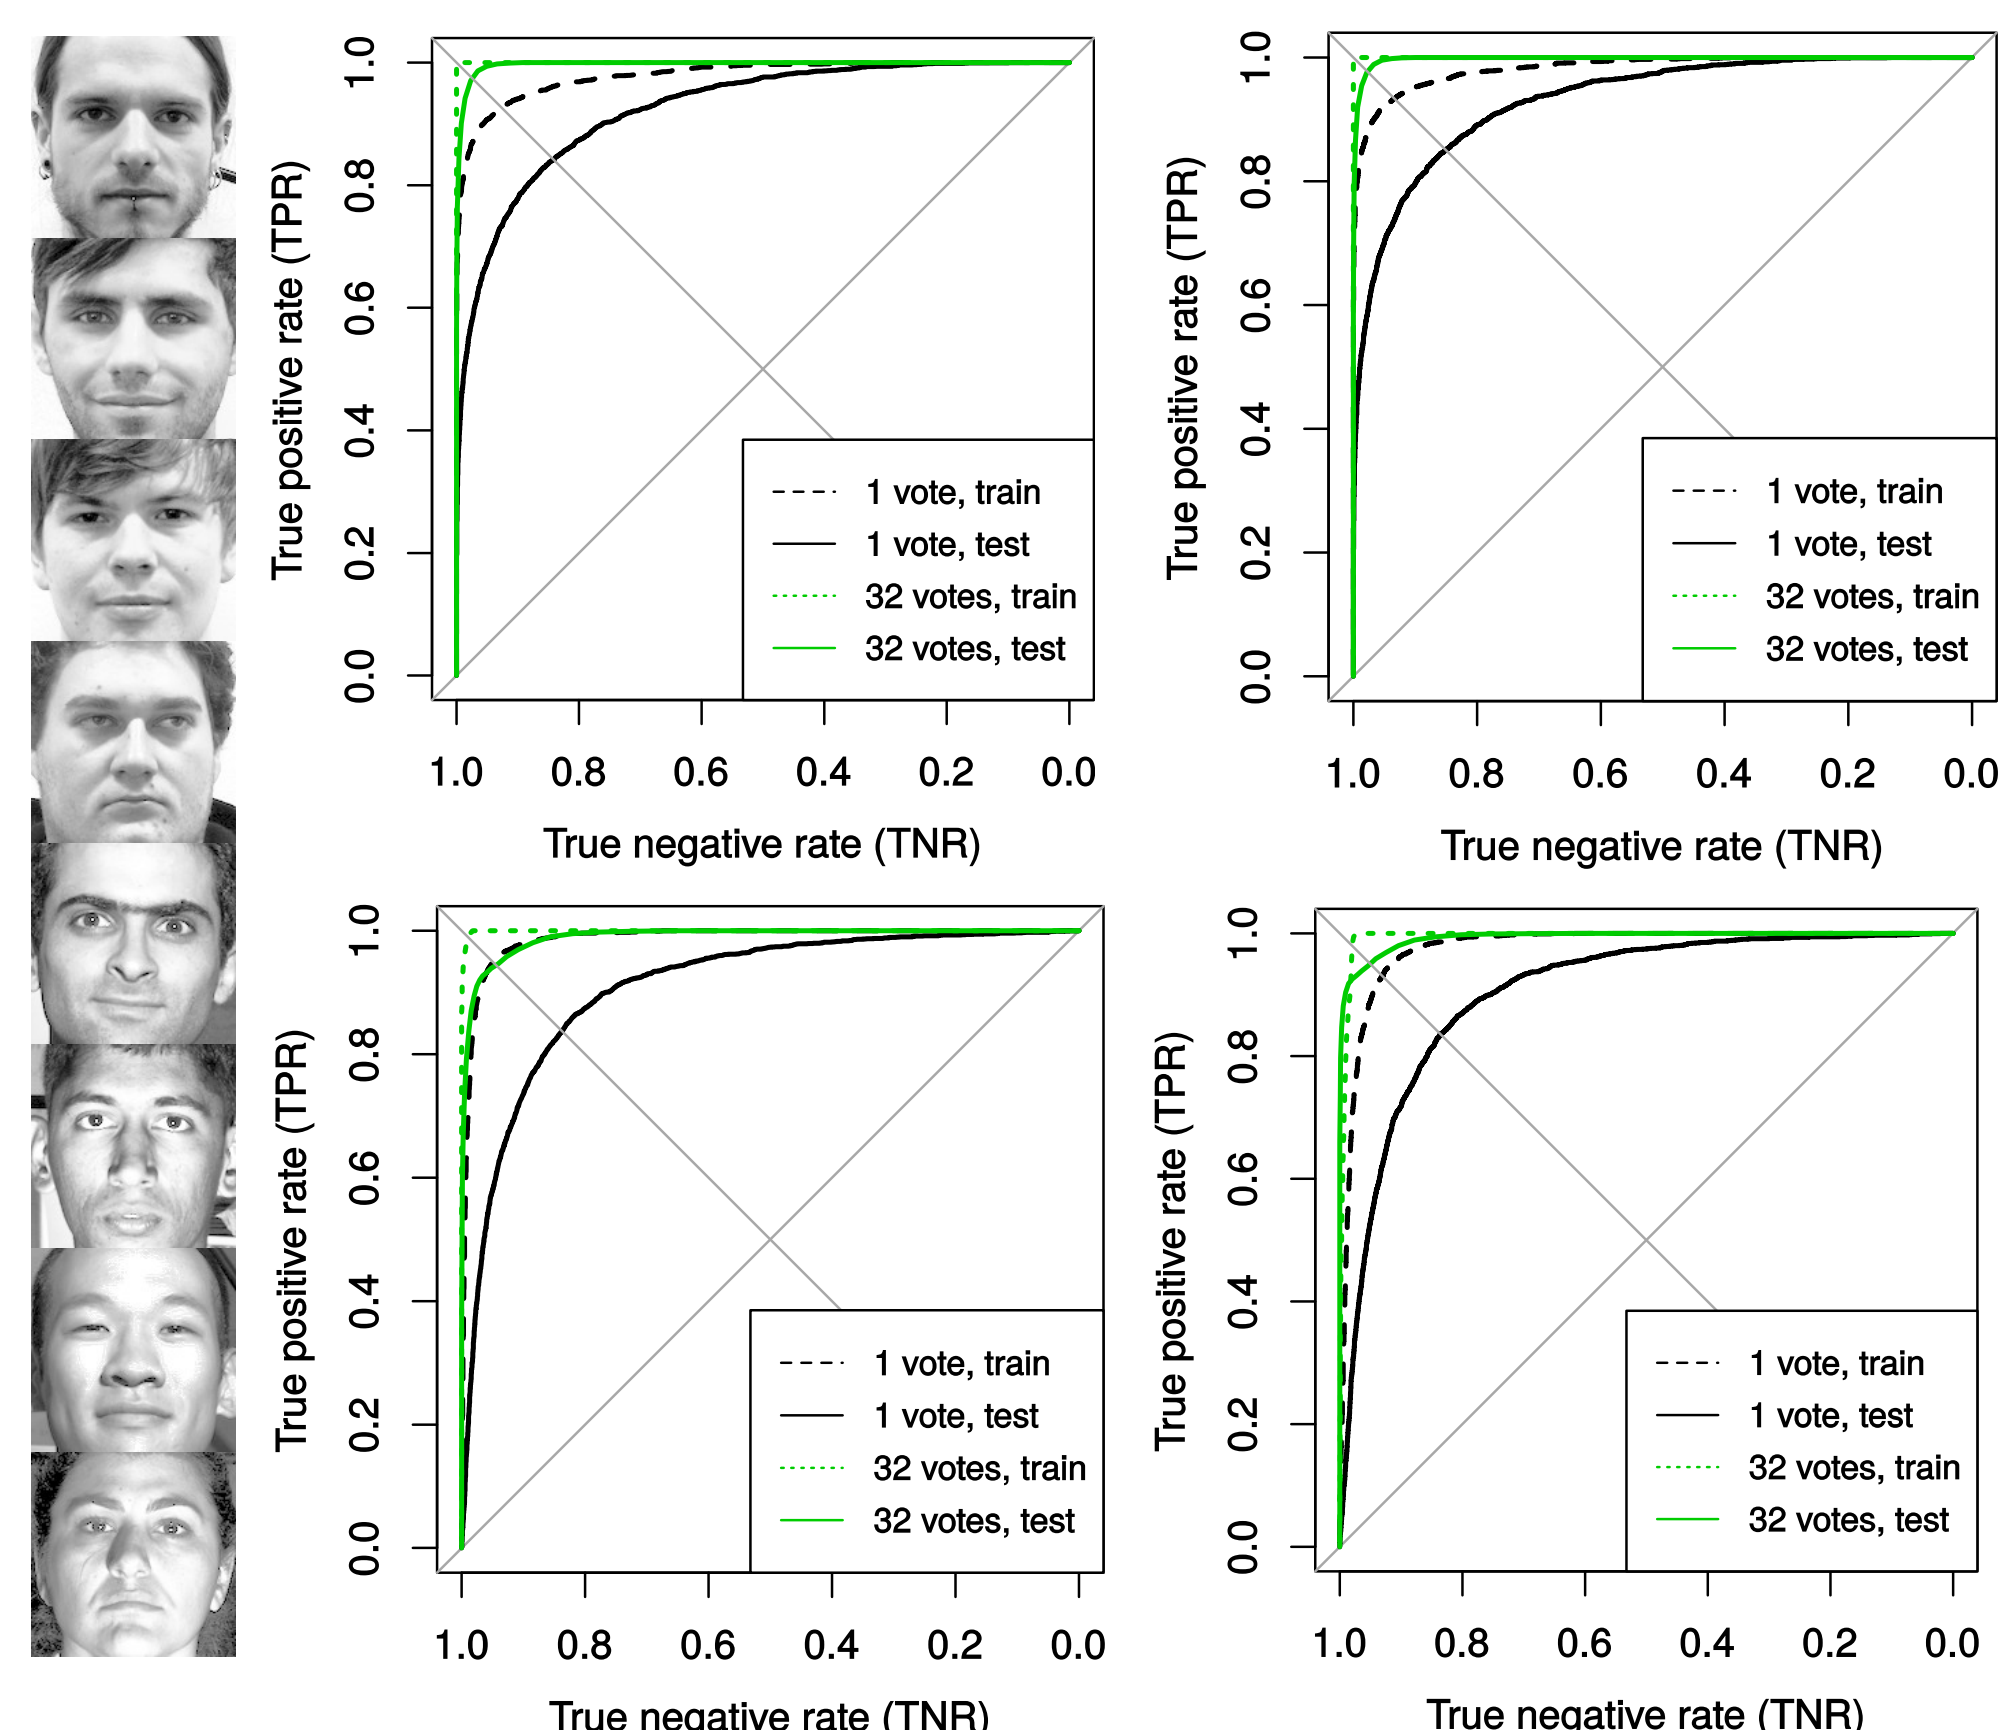 True positive rate (TPR)
0.0 0.2 0.4 0.6 0.8 1.0
1 vote, train
1 vote, test
32 votes, train
32 votes, test
1.0 0.8 0.6 0.4 0.2 0.0
True negative rate (TNR)
True positive rate (TPR)
0.0 0.2 0.4 0.6 0.8 1.0
1 vote, train
1 vote, test
32 votes, train
32 votes, test
1.0 0.8 0.6 0.4 0.2 0.0
True negative rate (TNR)
True positive rate (TPR)
0.0 0.2 0.4 0.6 0.8 1.0
1 vote, train
1 vote, test
32 votes, train
32 votes, test
1.0 0.8 0.6 0.4 0.2 0.0
True negative rate (TNR)
True positive rate (TPR)
0.0 0.2 0.4 0.6 0.8 1.0
1 vote, train
1 vote, test
32 votes, train
32 votes, test
1.0 0.8 0.6 0.4 0.2 0.0
True negative rate (TNR)